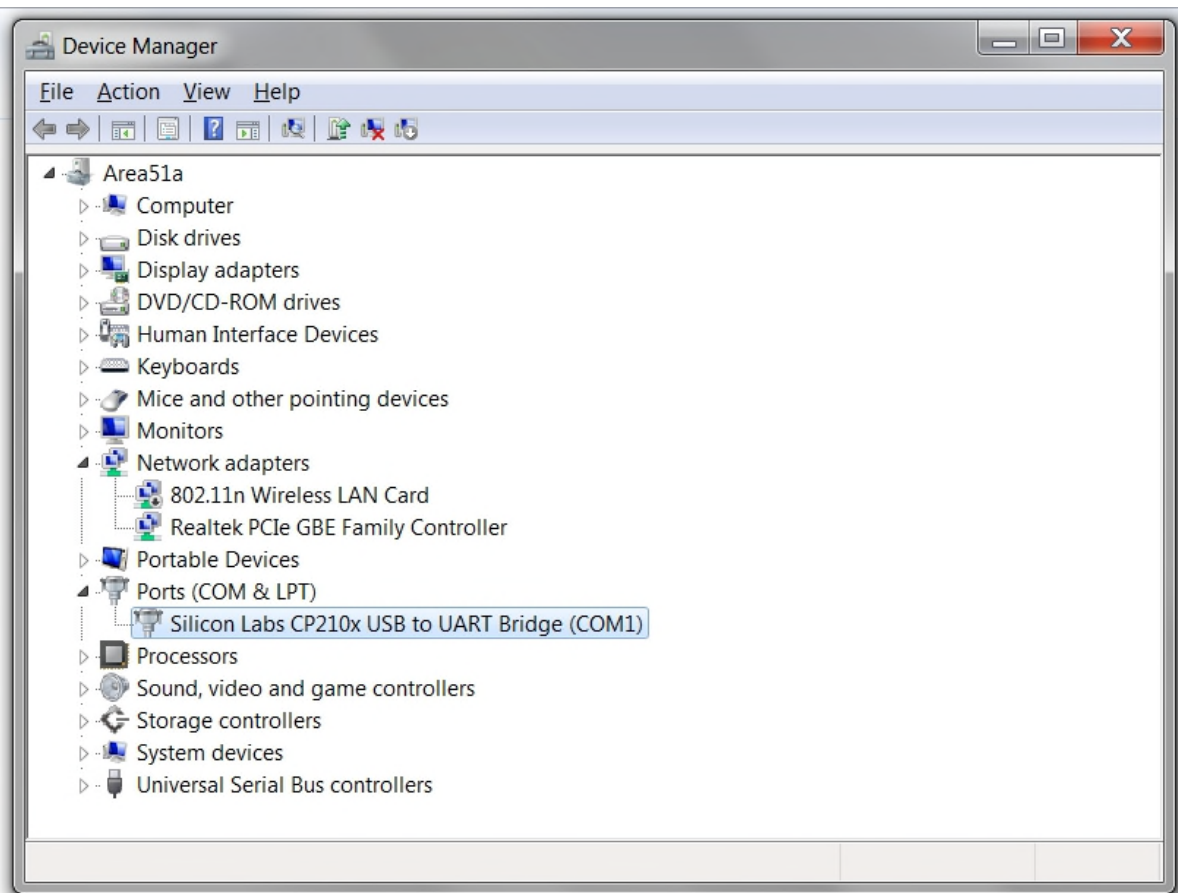 Device Manager
File Action View Help
Area51a
Computer
Disk drives
Display adapters
DVD/CD-ROM drives
Human Interface Devices
Keyboards
Mice and other pointing devices
Monitors
Network adapters
802.11n Wireless LAN Card
Realtek PCIe GBE Family Controller
Portable Devices
Ports (COM & LPT)
Silicon Labs CP210x USB to UART Bridge (COM1)
Processors
Sound, video and game controllers
Storage controllers
System devices
Universal Serial Bus controllers